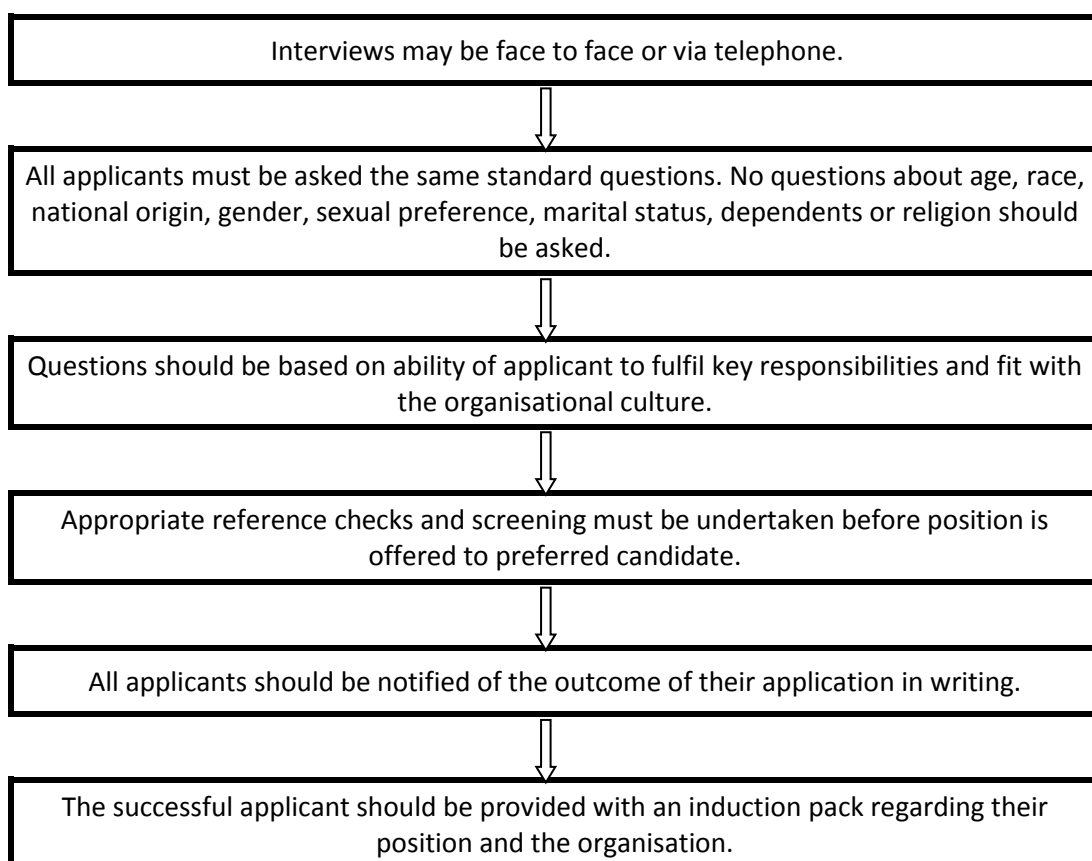 Interviews may be face to face or via telephone.
All applicants must be asked the same standard questions. No questions about age, race,
national origin, gender, sexual preference, marital status, dependents or religion should
be asked.
Questions should be based on ability of applicant to fulfil key responsibilities and fit with
the organisational culture.
Appropriate reference checks and screening must be undertaken before position is
offered to preferred candidate.
All applicants should be notified of the outcome of their application in writing.
The successful applicant should be provided with an induction pack regarding their
position and the organisation.